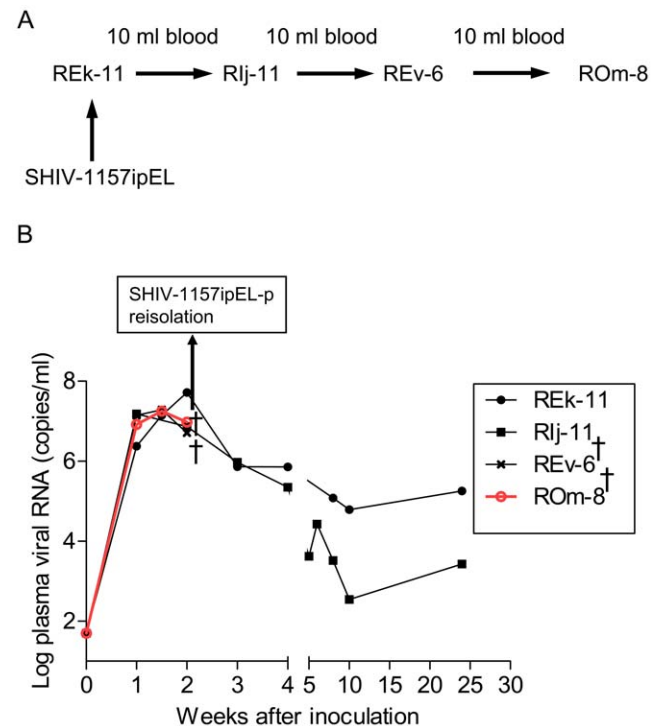 A
10 ml blood 10 ml blood 10 ml blood
REk-11 RIj-11 REv-6 ROm-8
SHIV-1157ipEL
B
SHIV-1157ipEL-p
reisolation
Log plasma viral RNA (copies/ml)
8
6
4
2
†
†
REk-11
RIj-11
REv-6†
ROm-8†
0 1 2 3 4 5 10 15 20 25 30
Weeks after inoculation